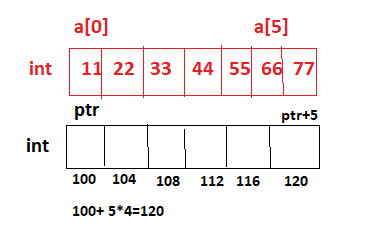 a[0] a[5]
int 11 22 33 44 55 66 77
ptr ptr+5
int
100 104 108 112 116 120
100+ 5*4=120